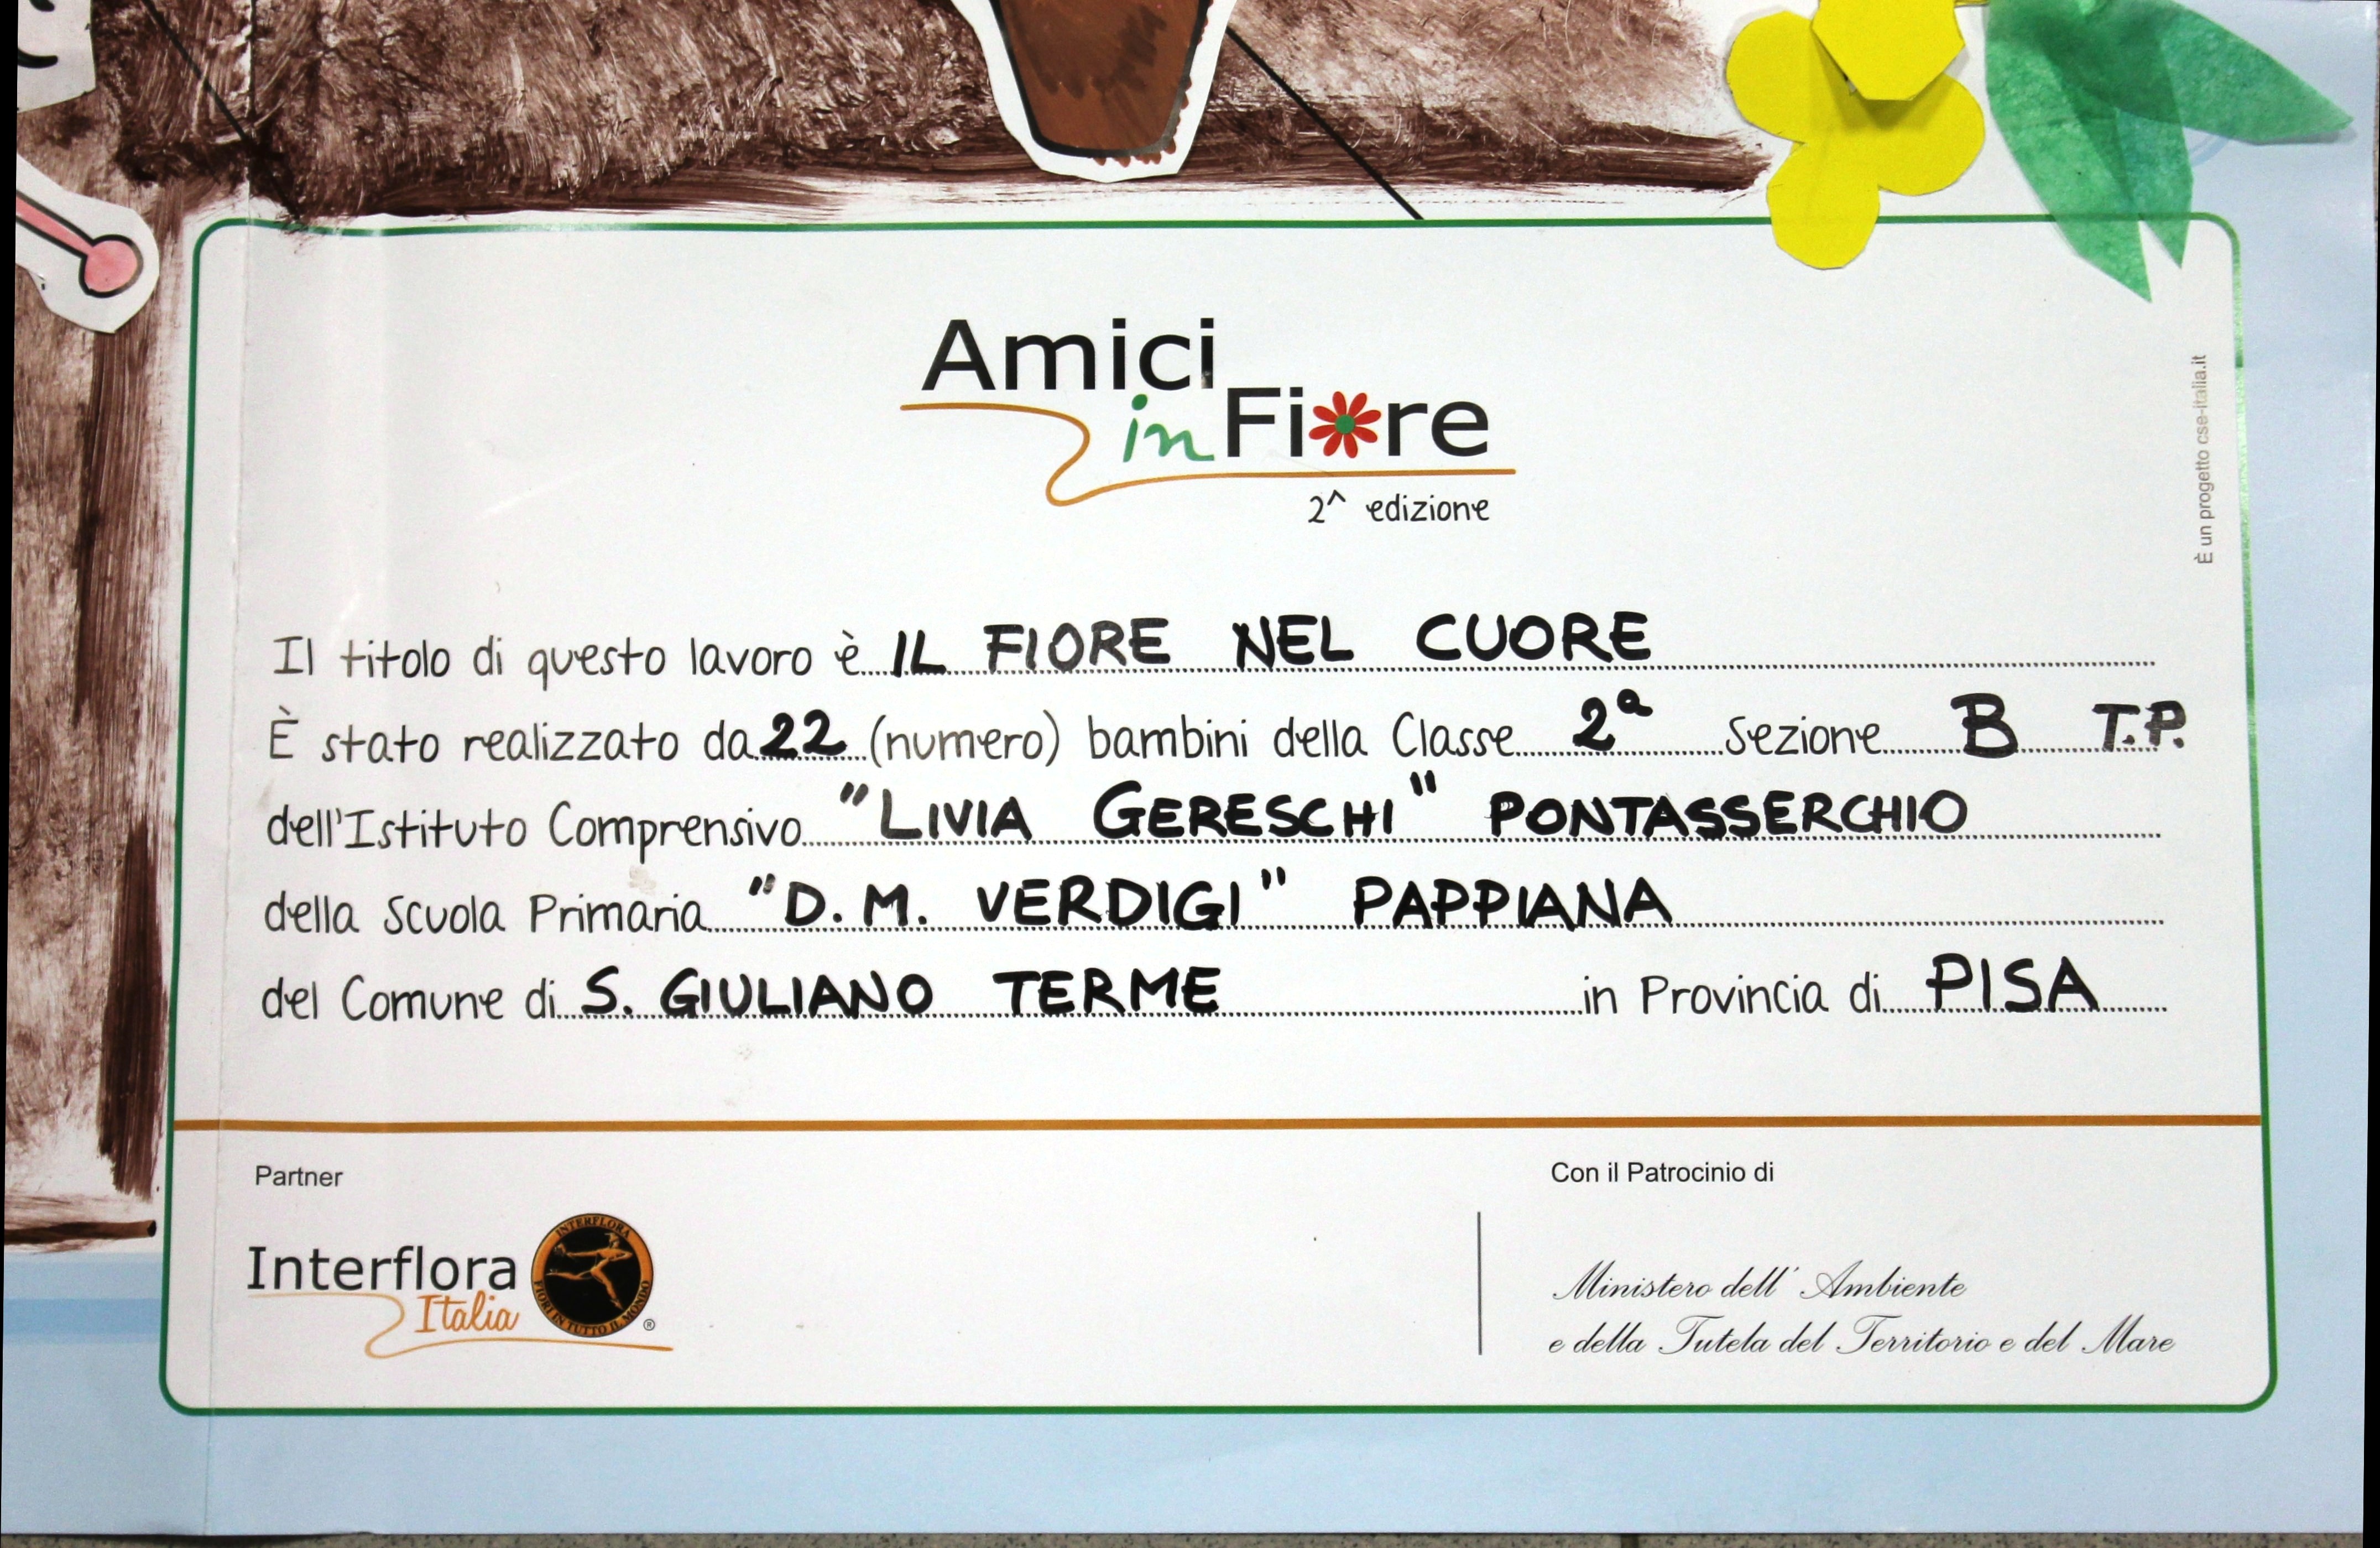 Amici
in Fiore
2^ edizione
È un progetto cse-italia.it
Il titolo di questo lavoro è IL FIORE NEL CUORE
È stato realizzato da 22 (numero) bambini della Classe 2ª Sezione B T.P.
dell'Istituto Comprensivo "LIVIA GERESCHI" PONTASSERCHIO
della Scuola Primaria "D.M. VERDIGI" PAPPIANA
del Comune di S. GIULIANO TERME in Provincia di PISA
Partner
Interflora
Italia
INTERFLORA
FIORI IN TUTTO IL MONDO
®
Con il Patrocinio di
Ministero dell' Ambiente
e della Tutela del Territorio e del Mare